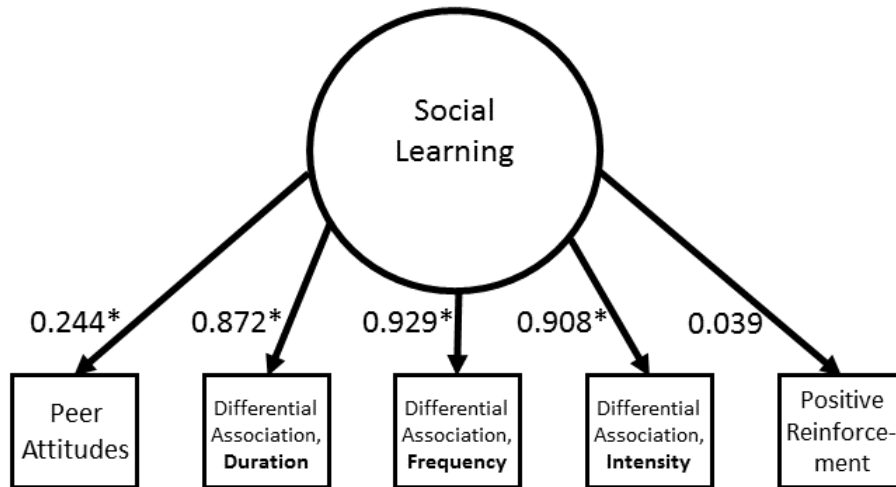 Social
Learning
0.244*
0.872*
0.929*
0.908*
0.039
Peer
Attitudes
Differential
Association,
Duration
Differential
Association,
Frequency
Differential
Association,
Intensity
Positive
Reinforce-
ment